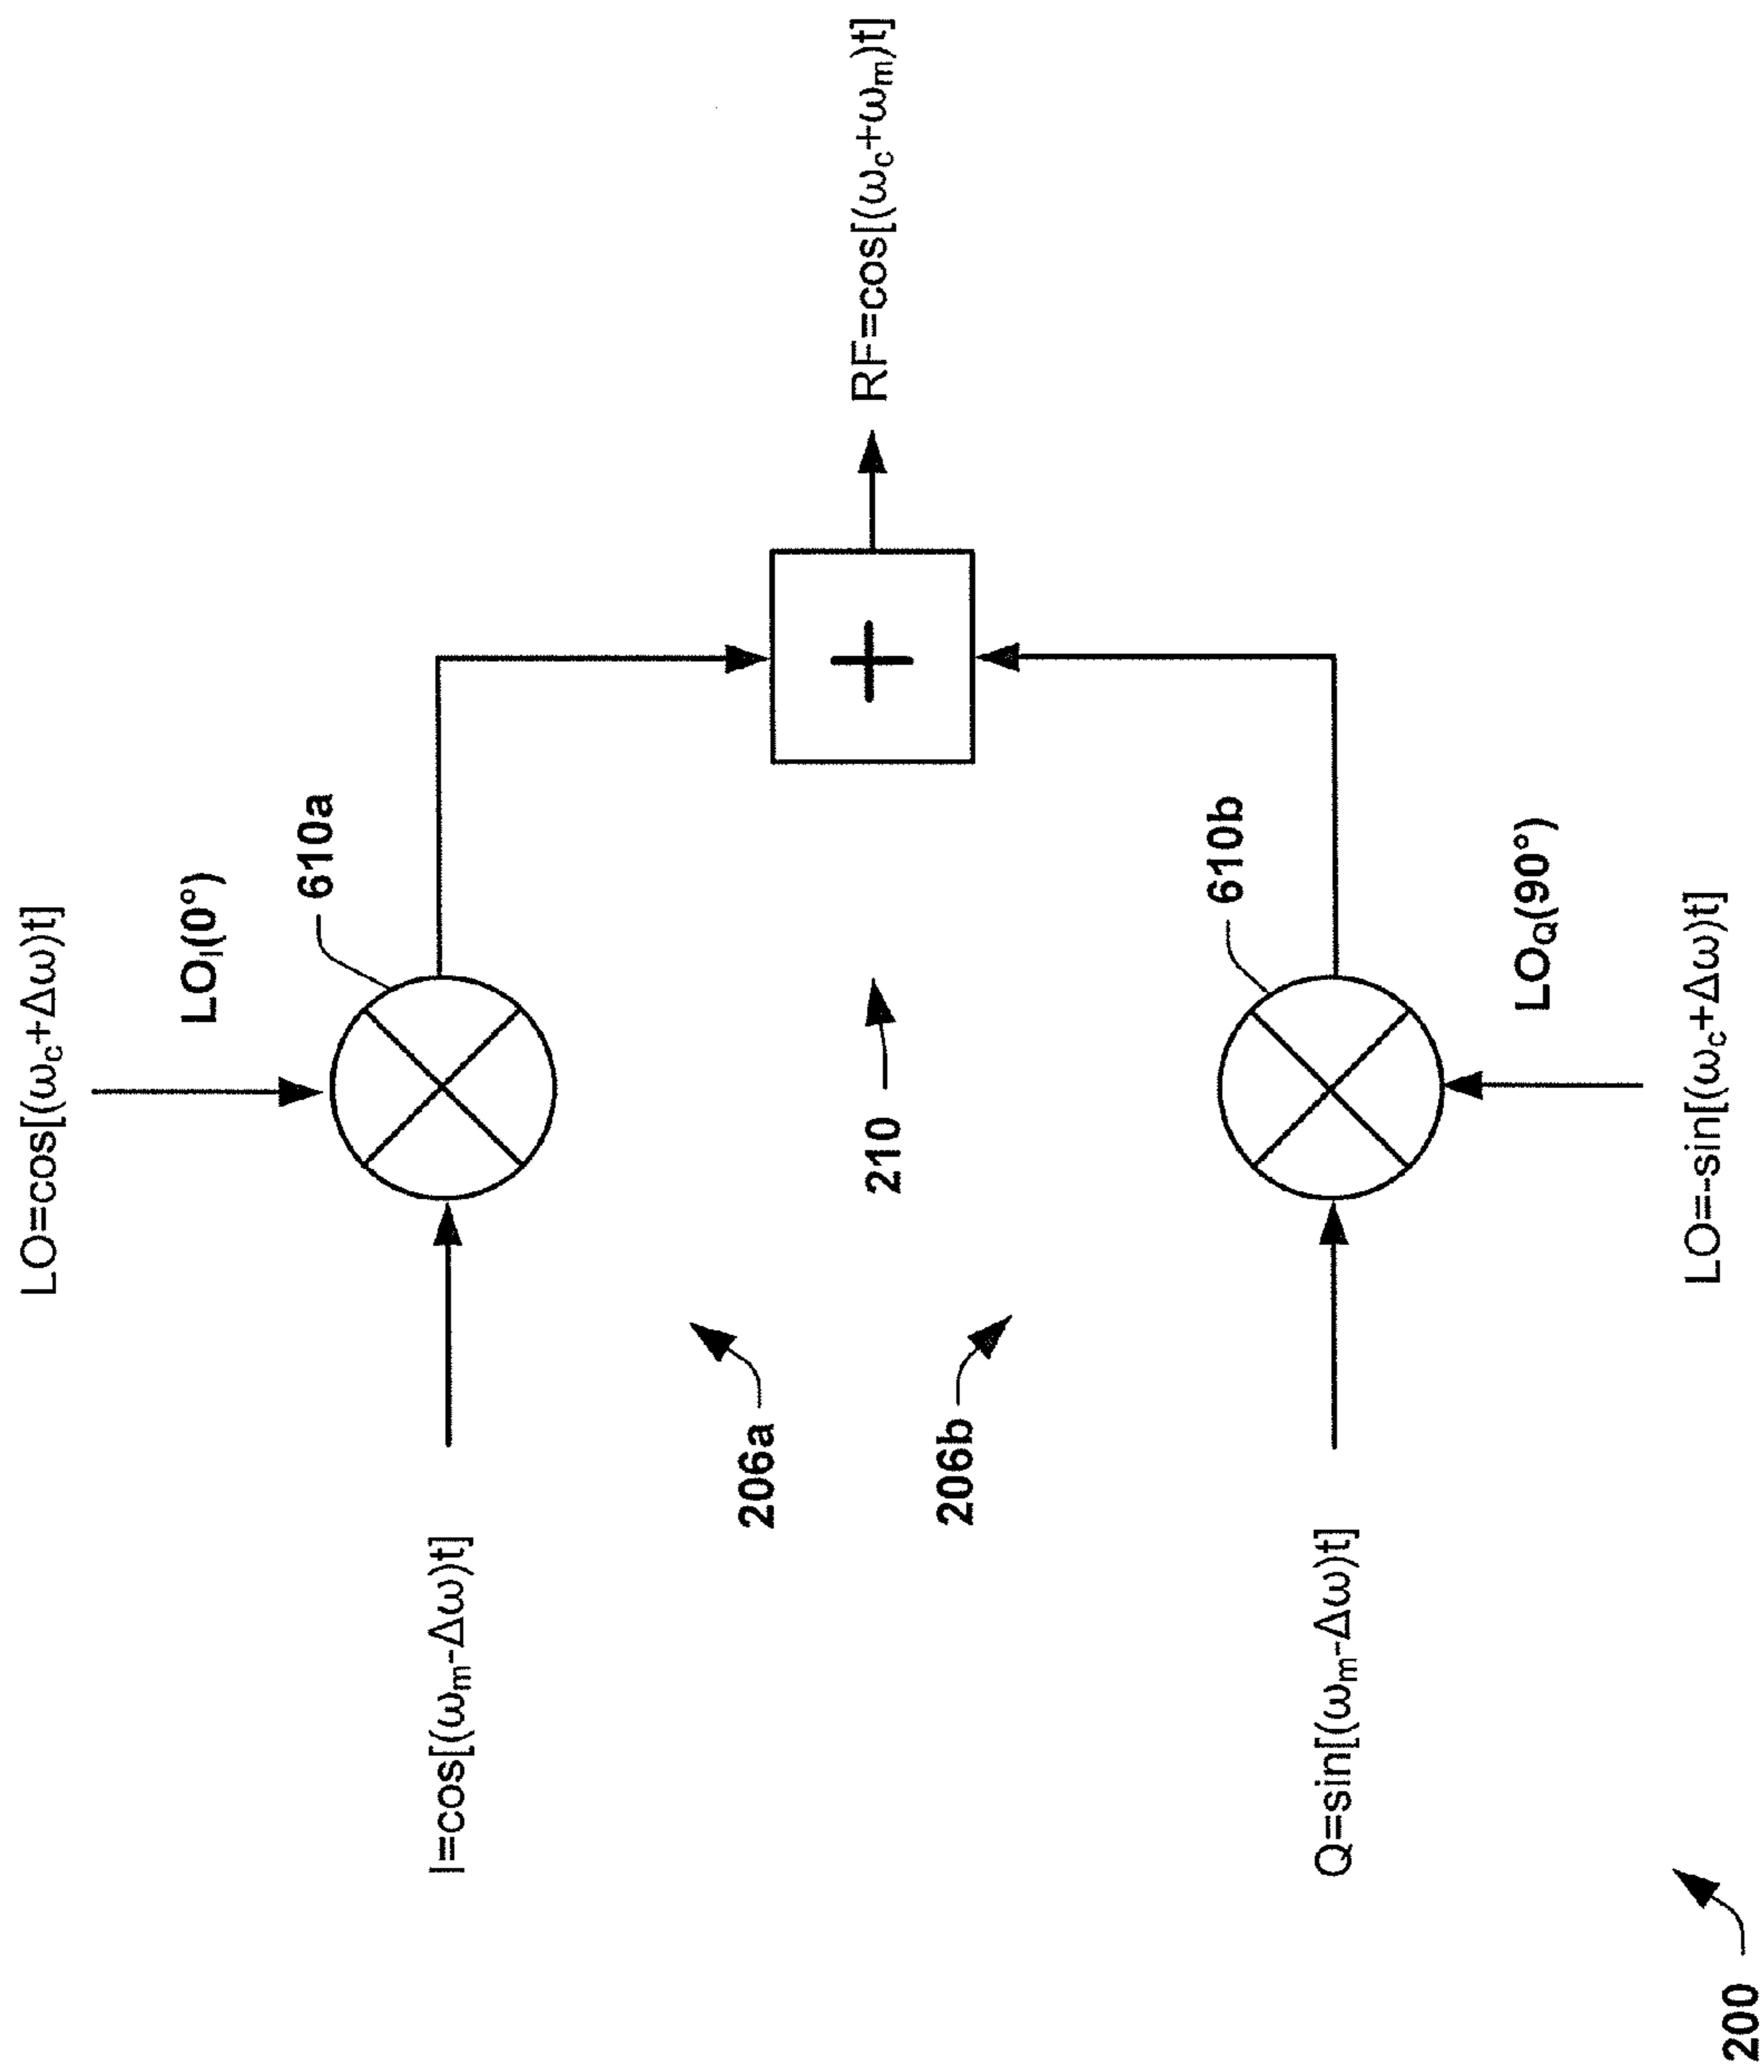 LO=cos[(ω_c+Δω)t]
LO_I(0°)
610a
I=cos[(ω_m-Δω)t]
206a
210
RF=cos[(ω_c+ω_m)t]
+
206b
610b
Q=sin[(ω_m-Δω)t]
LO_Q(90°)
LO=-sin[(ω_c+Δω)t]
200